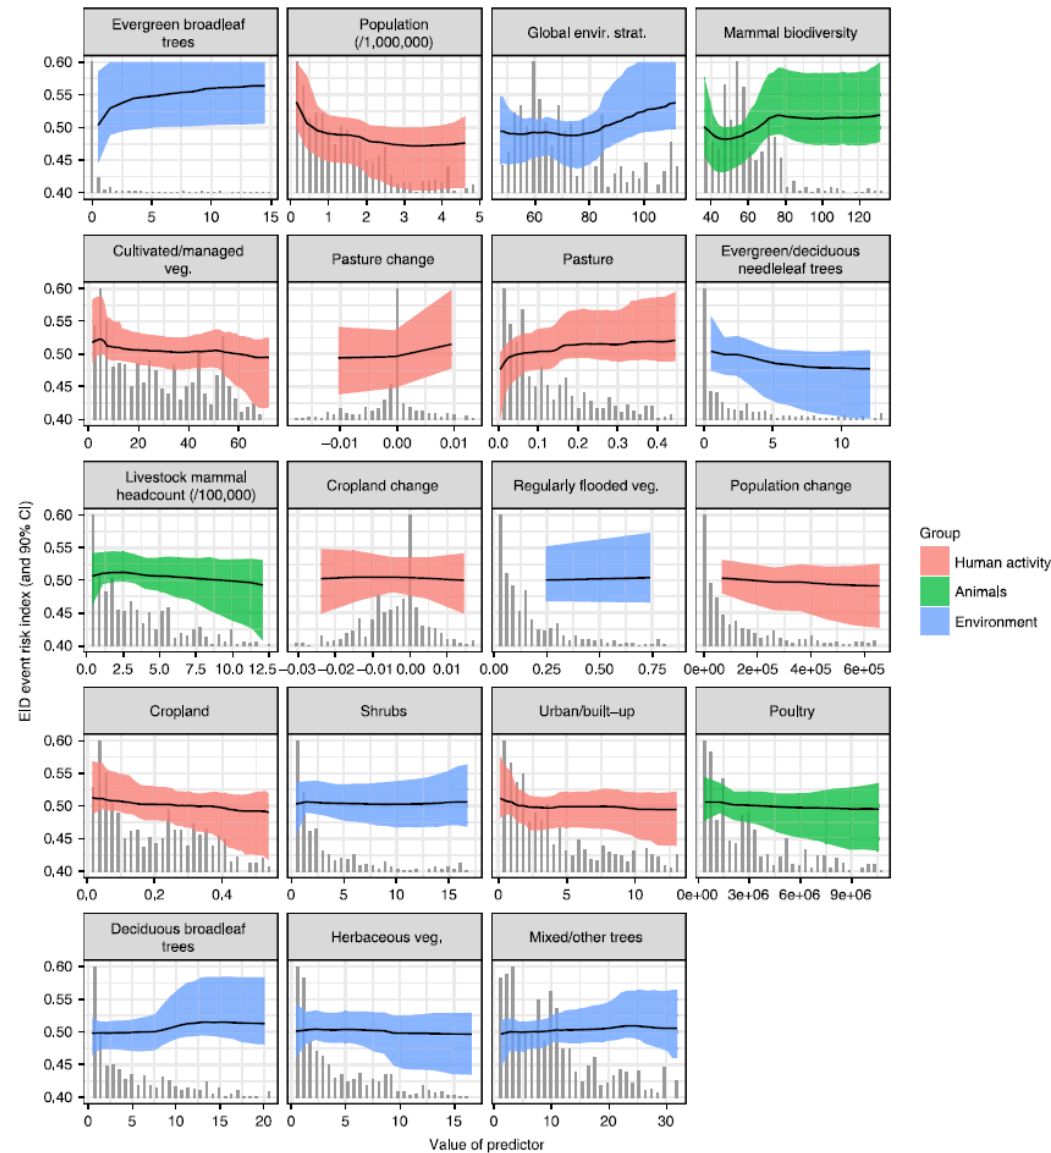 Evergreen broadleaf
trees
Population
(/1,000,000)
Global envir. strat.
Mammal biodiversity
0.60
0.55
0.50
0.45
0.40
0 5 10 15
0 1 2 3 4 5
60 80 100
40 60 80 100 120
Cultivated/managed
veg.
Pasture change
Pasture
Evergreen/deciduous
needleleaf trees
0.60
0.55
0.50
0.45
0.40
0 20 40 60
−0.01 0.00 0.01
0.0 0.1 0.2 0.3 0.4
0 5 10
Livestock mammal
headcount (/100,000)
Cropland change
Regularly flooded veg.
Population change
0.60
0.55
0.50
0.45
0.40
0.0 2.5 5.0 7.5 10.0 12.5
−0.03 −0.02 −0.01 0.00 0.01
0.00 0.25 0.50 0.75
0e+00 2e+05 4e+05 6e+05
Cropland
Shrubs
Urban/built−up
Poultry
0.60
0.55
0.50
0.45
0.40
0.0 0.2 0.4
0 5 10 15
0 5 10
0e+00 3e+06 6e+06 9e+06
Deciduous broadleaf
trees
Herbaceous veg.
Mixed/other trees
0.60
0.55
0.50
0.45
0.40
0 5 10 15 20
0 5 10 15
0 10 20 30
EID event risk index (and 90% CI)
Value of predictor
Group
Human activity
Animals
Environment